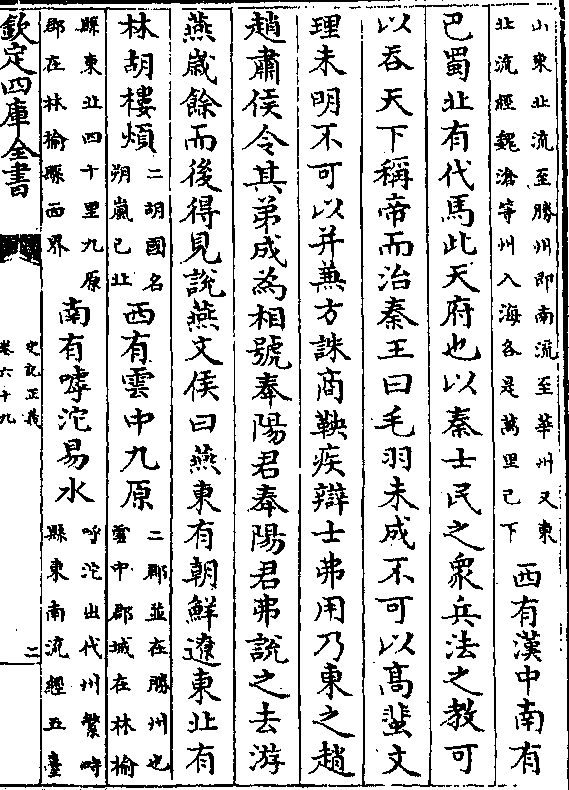 山東北流至勝州即南流至華州又東
北流經魏滄等州入海各是萬里已下
西有漢中南有
巴蜀北有代馬此天府也以秦士民之衆兵法之教可
以吞天下稱帝而治秦王曰毛羽未成不可以髙蜚文
理未明不可以并兼方誅商鞅疾辯士弗用乃東之趙
趙肅侯令其弟成為相號奉陽君奉陽君弗說之去游
燕歲餘而後得見說燕文侯曰燕東有朝鮮遼東北有
林胡樓煩
二胡國名
朔嵐已北
西有雲中九原
二郡並在勝州也
雲中郡城在林榆
縣東北四十里九原
郡在林榆縣西界
南有嘑沱易水
呼沱出代州繁時
縣東南流經五臺
欽定四庫全書
史記正義
卷六十九
二